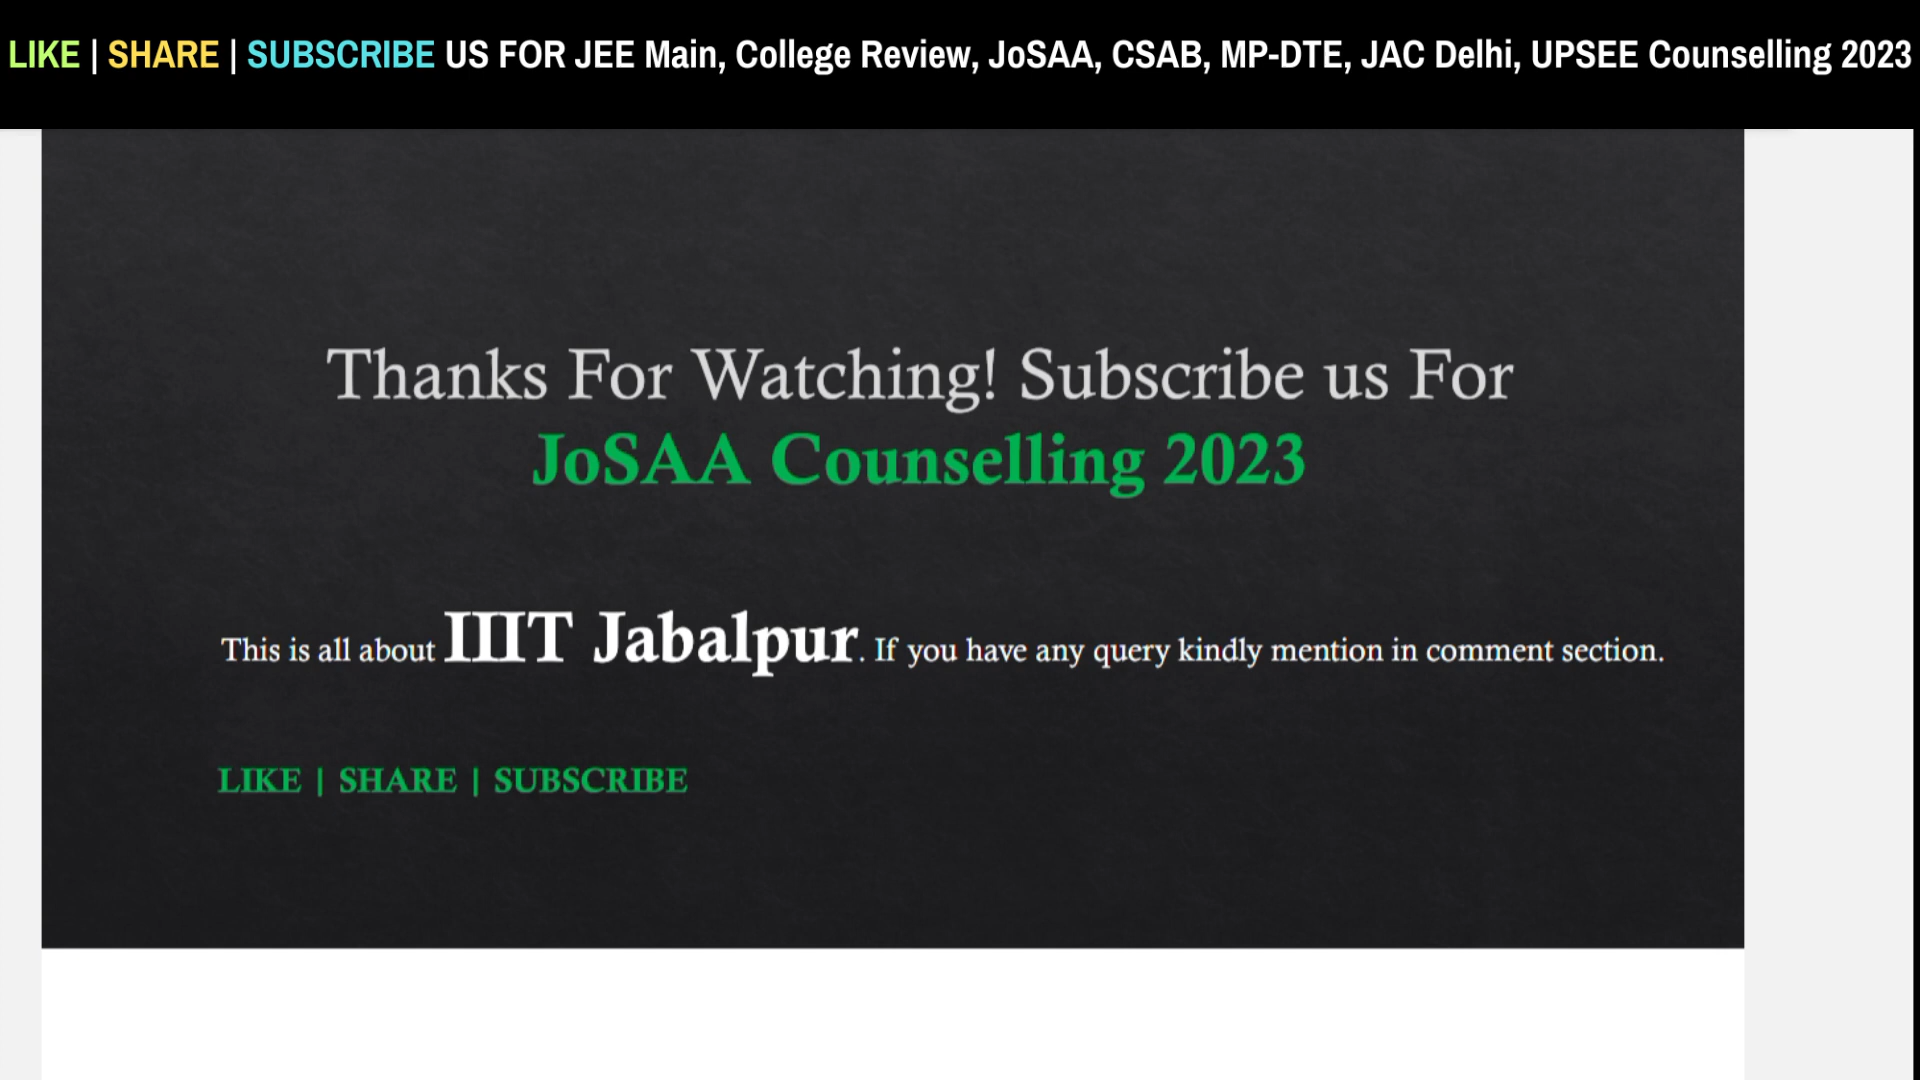 LIKE | SHARE | SUBSCRIBE US FOR JEE Main, College Review, JoSAA, CSAB, MP-DTE, JAC Delhi, UPSEE Counselling 2023
Thanks For Watching! Subscribe us For
JoSAA Counselling 2023
This is all about IIIT Jabalpur. If you have any query kindly mention in comment section.
LIKE | SHARE | SUBSCRIBE